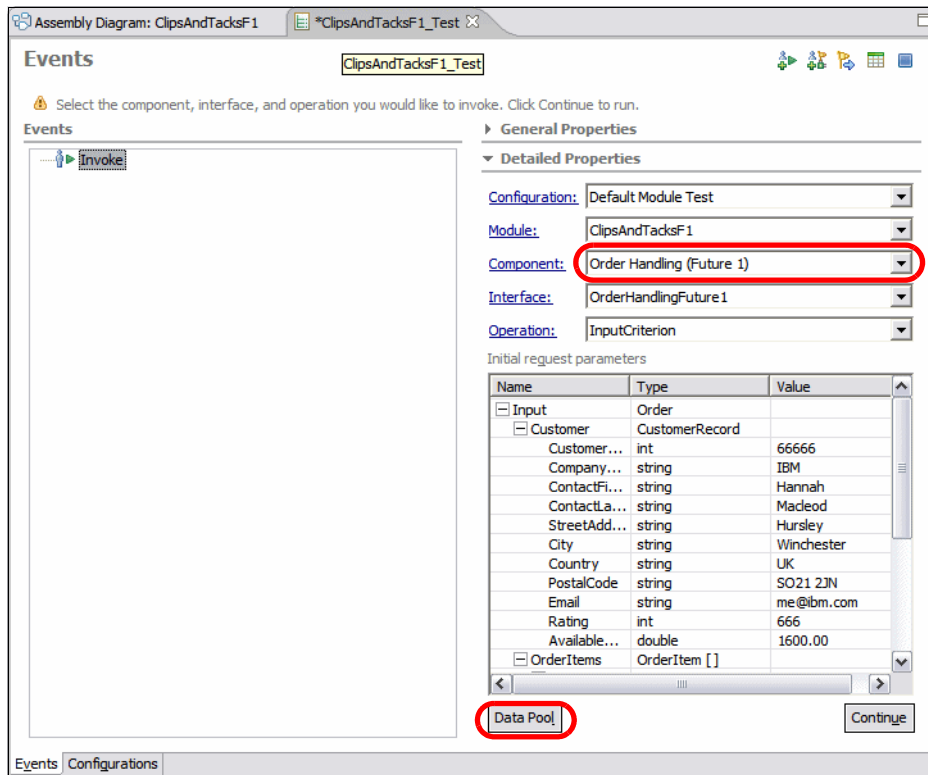 Assembly Diagram: ClipsAndTacksF1 *ClipsAndTacksF1_Test
Events
ClipsAndTacksF1_Test
Select the component, interface, and operation you would like to invoke. Click Continue to run.
Events
Invoke
General Properties
Detailed Properties
Configuration: Default Module Test
Module: ClipsAndTacksF1
Component: Order Handling (Future 1)
Interface: OrderHandlingFuture1
Operation: InputCriterion
Initial request parameters
Name Type Value
Input Order
Customer CustomerRecord
Customer... int 66666
Company... string IBM
ContactFi... string Hannah
ContactLa... string Macleod
StreetAdd... string Hursley
City string Winchester
Country string UK
PostalCode string SO21 2JN
Email string me@ibm.com
Rating int 666
Available... double 1600.00
OrderItems OrderItem []
Data Pool Continue
Events Configurations